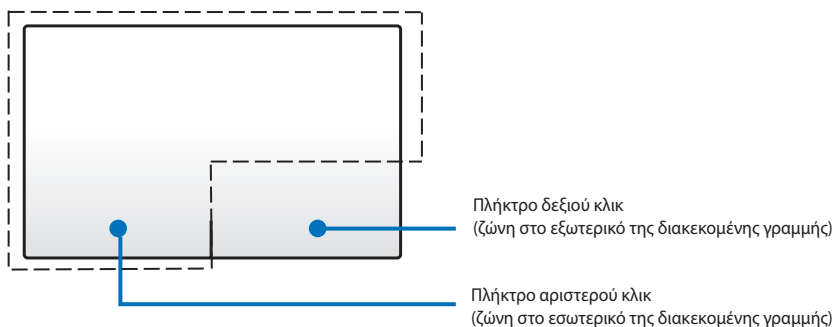 Πλήκτρο δεξιού κλικ
(ζώνη στο εξωτερικό της διακεκομένης γραμμής)
Πλήκτρο αριστερού κλικ
(ζώνη στο εσωτερικό της διακεκομένης γραμμής)